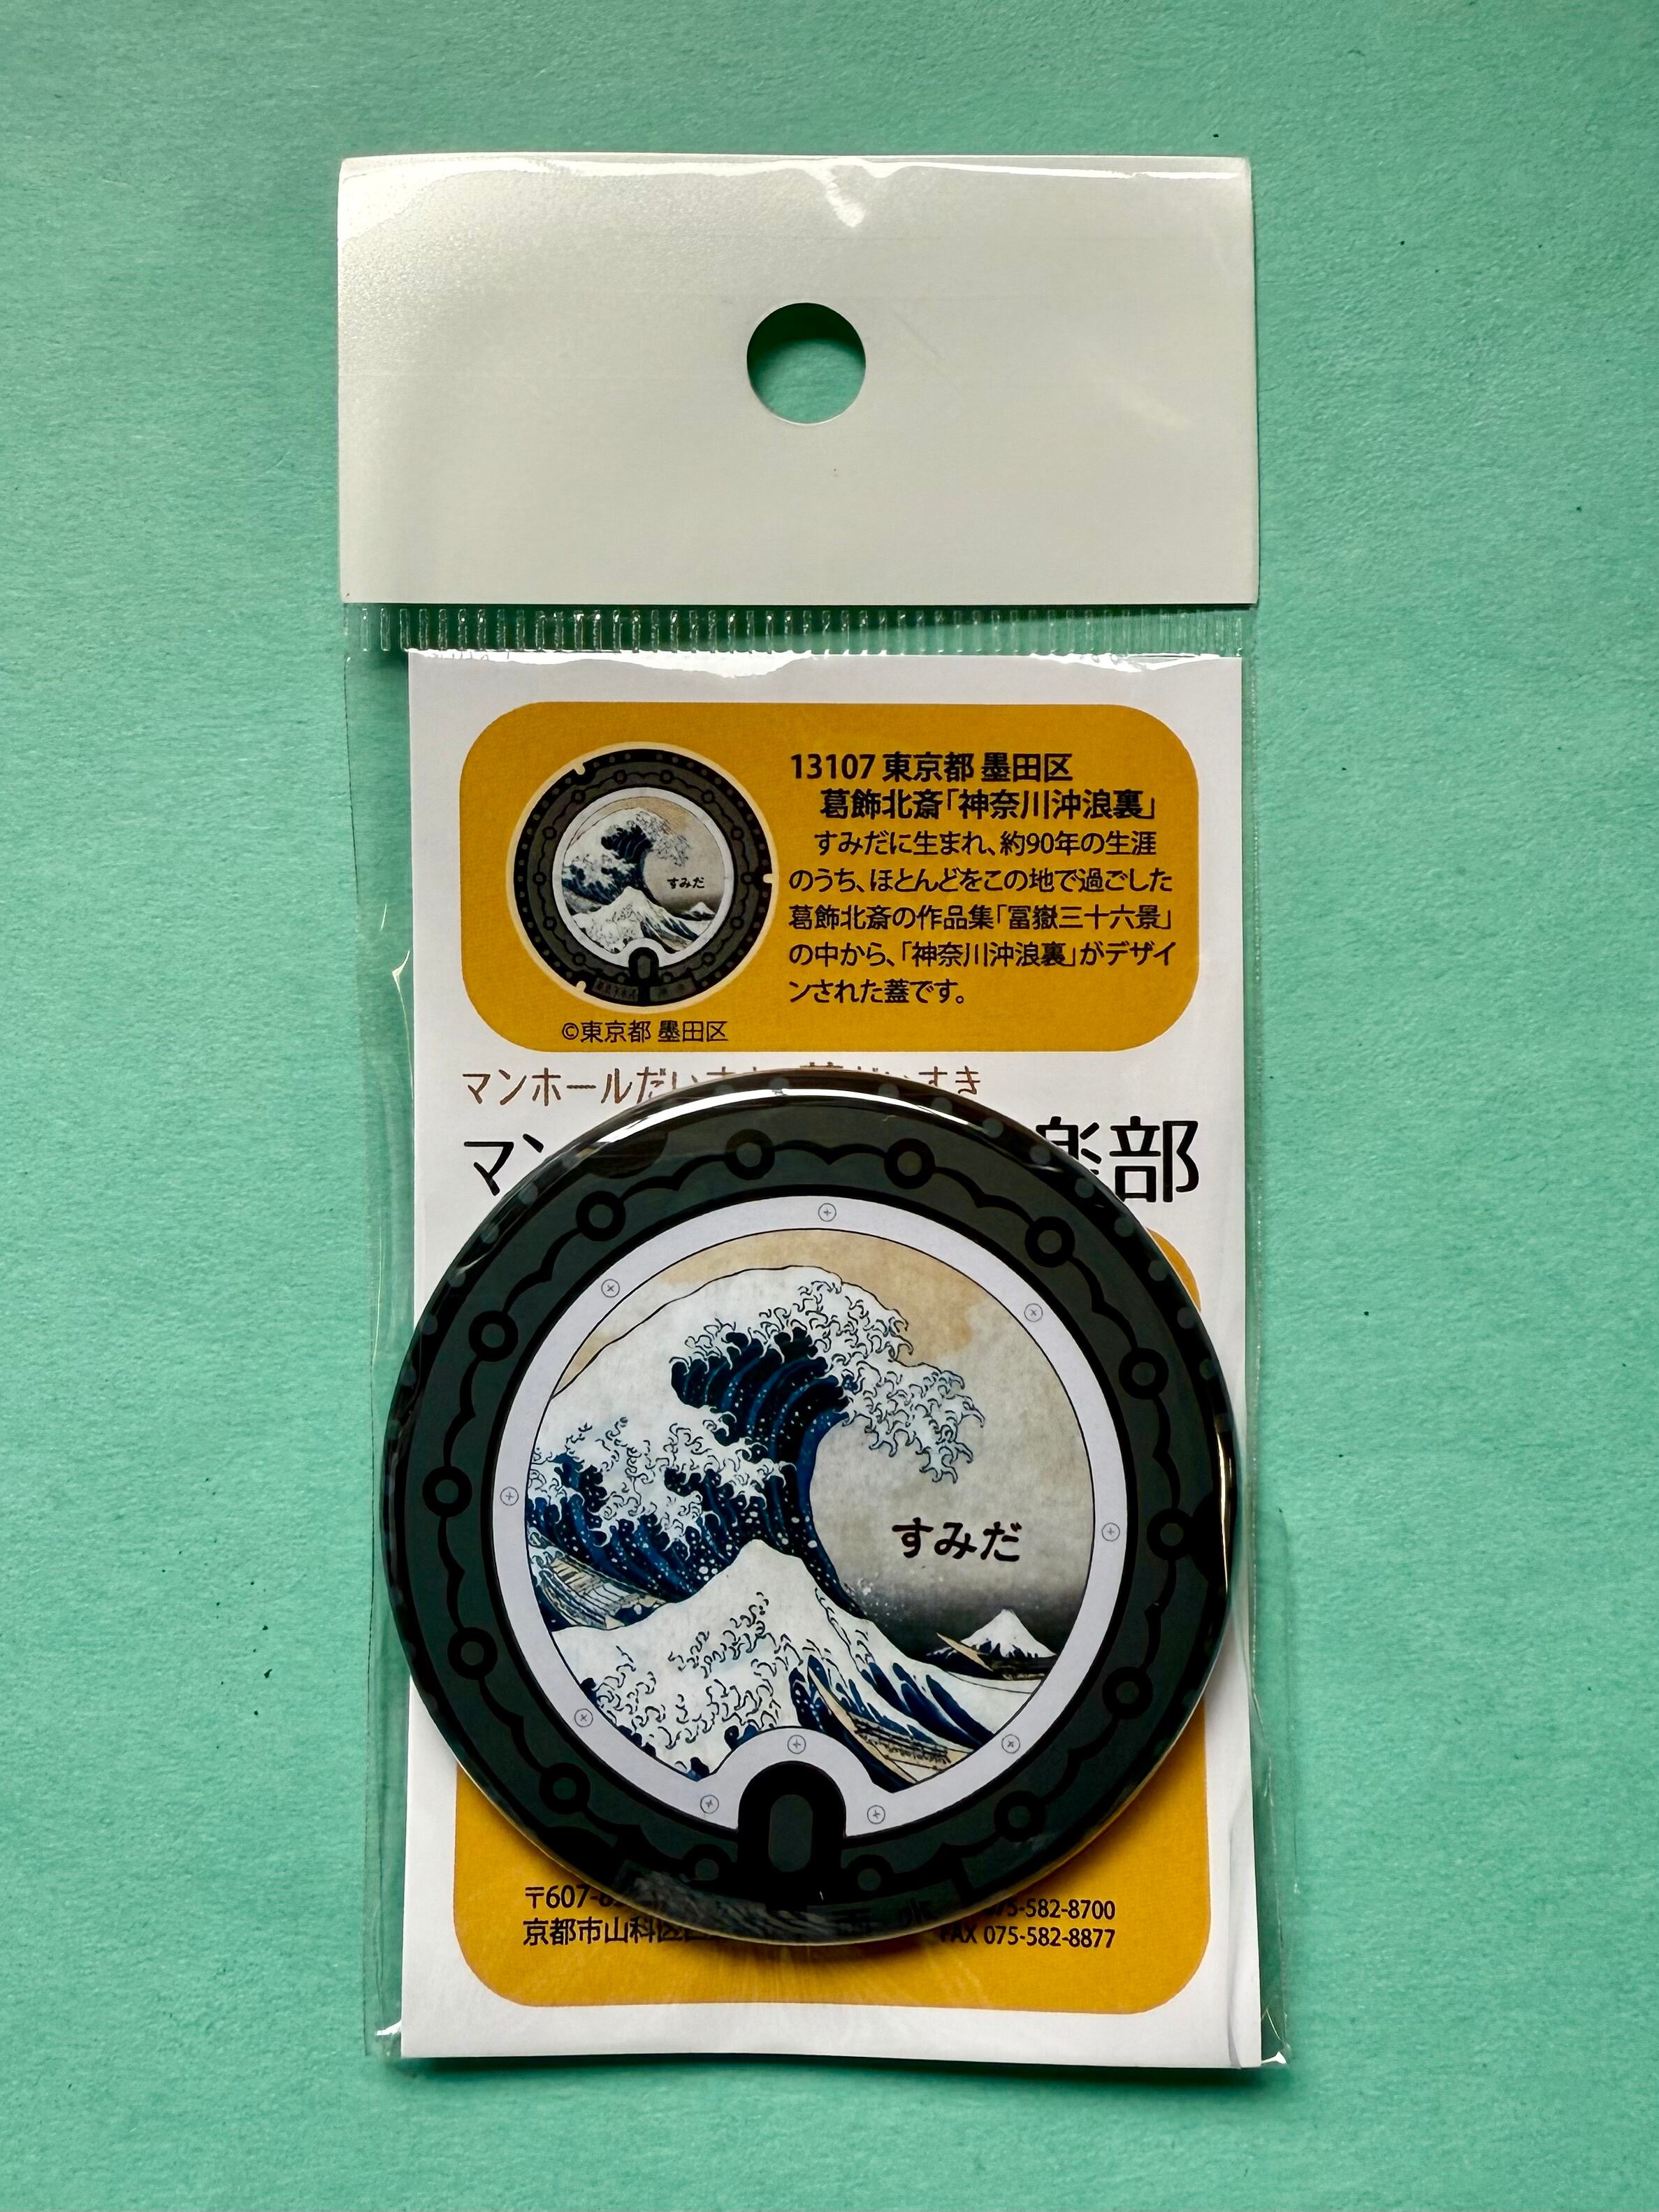 13107 東京都 墨田区
葛飾北斎「神奈川沖浪裏」
すみだに生まれ、約90年の生涯
のうち、ほとんどをこの地で過ごした
葛飾北斎の作品集「冨嶽三十六景」
の中から、「神奈川沖浪裏」がデザイ
ンされた蓋です。
すみだ
©東京都 墨田区
マンホールだいすき
マン 楽部
すみだ
〒607-8
075-582-8700
京都市山科区
FAX 075-582-8877